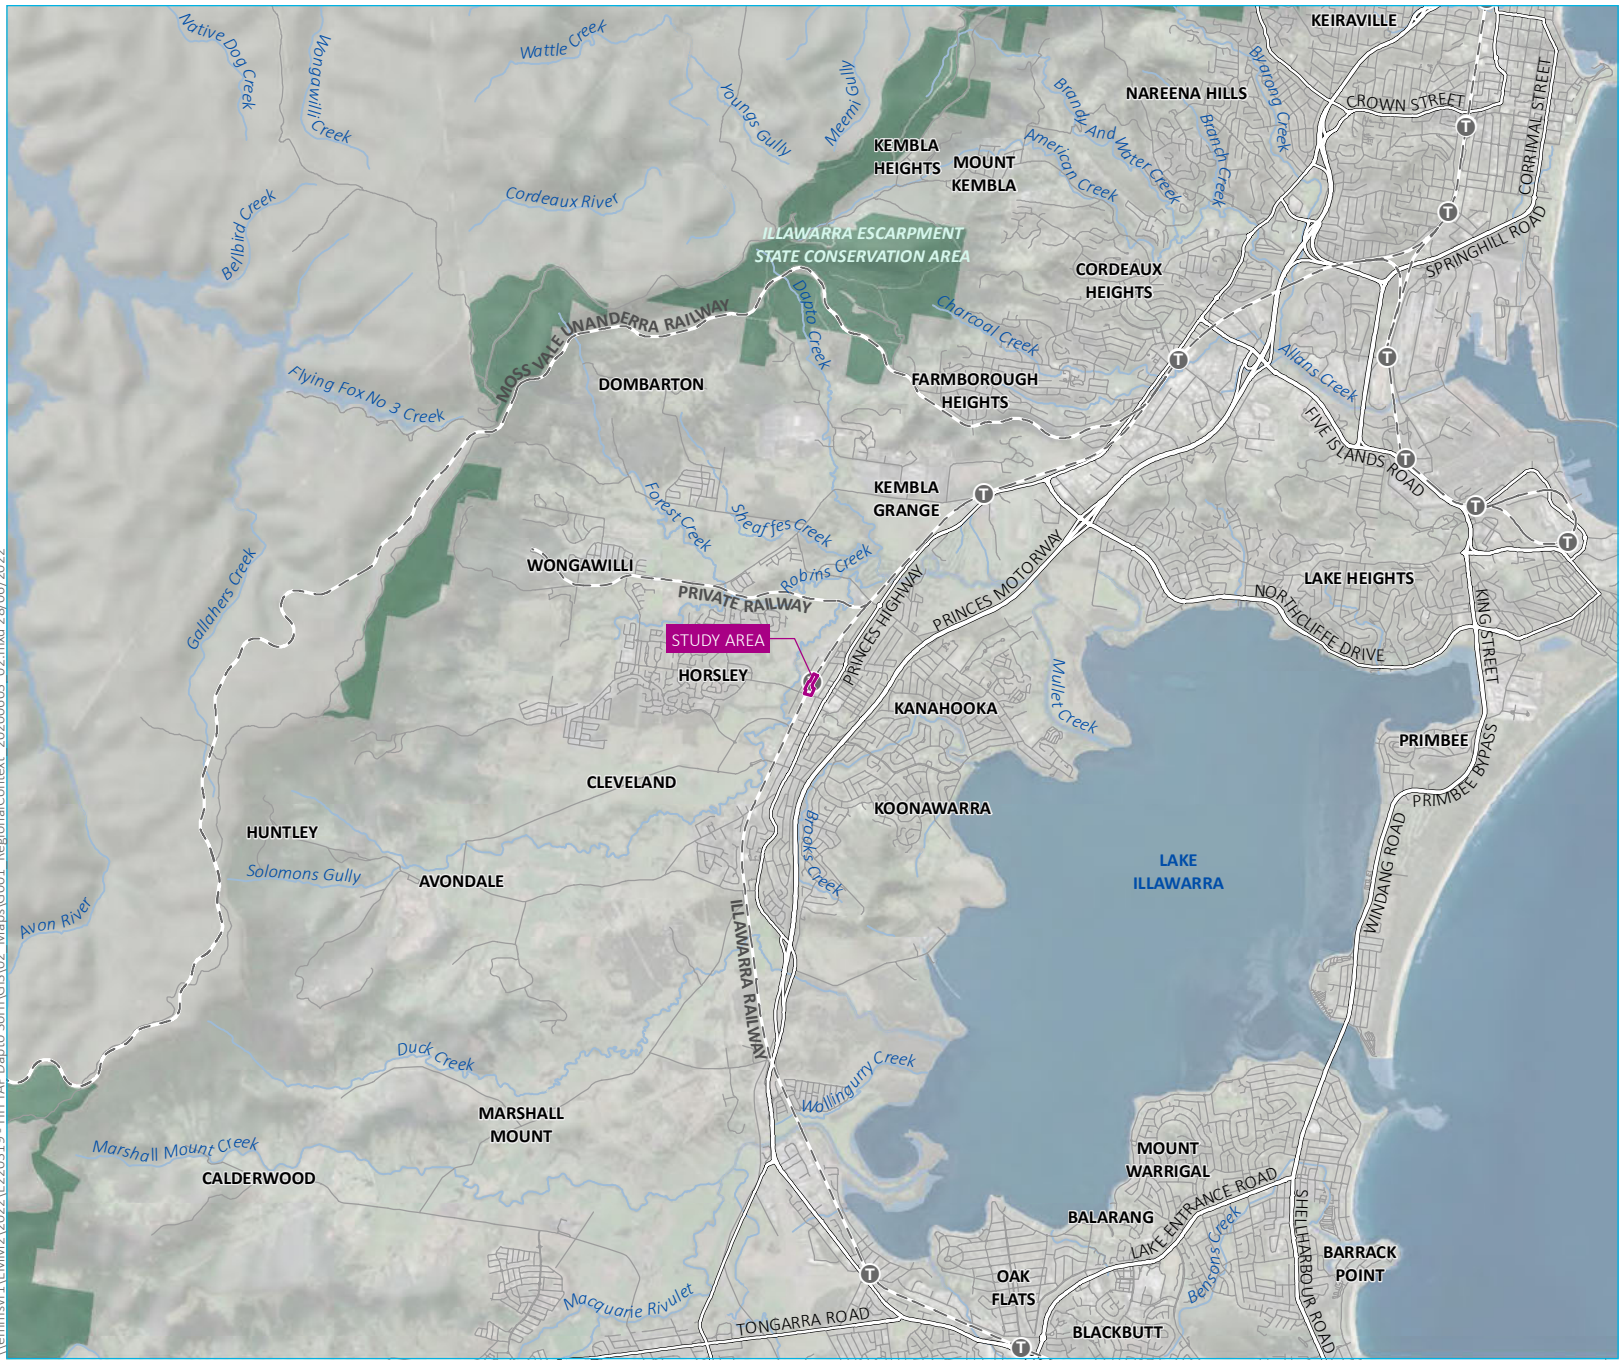 KEIRAVILLE
Native Dog Creek
Wongawilli Creek
Wattle Creek
Youngs Gully
Meemi Gully
Byarong Creek
NAREENA HILLS
CROWN STREET
CORRIMAL STREET
T
Brandy And Water Creek
Branch Creek
American Creek
KEMBLA
HEIGHTS
MOUNT
KEMBLA
Cordeaux River
Bellbird Creek
T
SPRINGHILL ROAD
ILLAWARRA ESCARPMENT
STATE CONSERVATION AREA
CORDEAUX
HEIGHTS
Dapto Creek
Charcoal Creek
MOSS VALE UNANDERRA RAILWAY
T
T
Allans Creek
Flying Fox No 3 Creek
DOMBARTON
FARMBOROUGH
HEIGHTS
FIVE ISLANDS ROAD
T
KEMBLA
GRANGE
T
T
T
Forest Creek
Sheaffes Creek
Robins Creek
Gallahers Creek
WONGAWILLI
PRIVATE RAILWAY
PRINCES HIGHWAY
PRINCES MOTORWAY
LAKE HEIGHTS
NORTHCLIFFE DRIVE
KING STREET
STUDY AREA
HORSLEY
KANAHOOKA
Mullet Creek
PRIMBEE
PRIMBEE BYPASS
CLEVELAND
KOONAWARRA
Brooks Creek
HUNTLEY
Solomons Gully
AVONDALE
LAKE
ILLAWARRA
WINDANG ROAD
Avon River
ILLAWARRA RAILWAY
Duck Creek
Wollingurry Creek
MARSHALL
MOUNT
Marshall Mount Creek
CALDERWOOD
MOUNT
WARRIGAL
BALARANG
LAKE ENTRANCE ROAD
Bensons Creek
SHELLHARBOUR ROAD
BARRACK
POINT
T
OAK
FLATS
Macquarie Rivulet
TONGARRA ROAD
BLACKBUTT
T